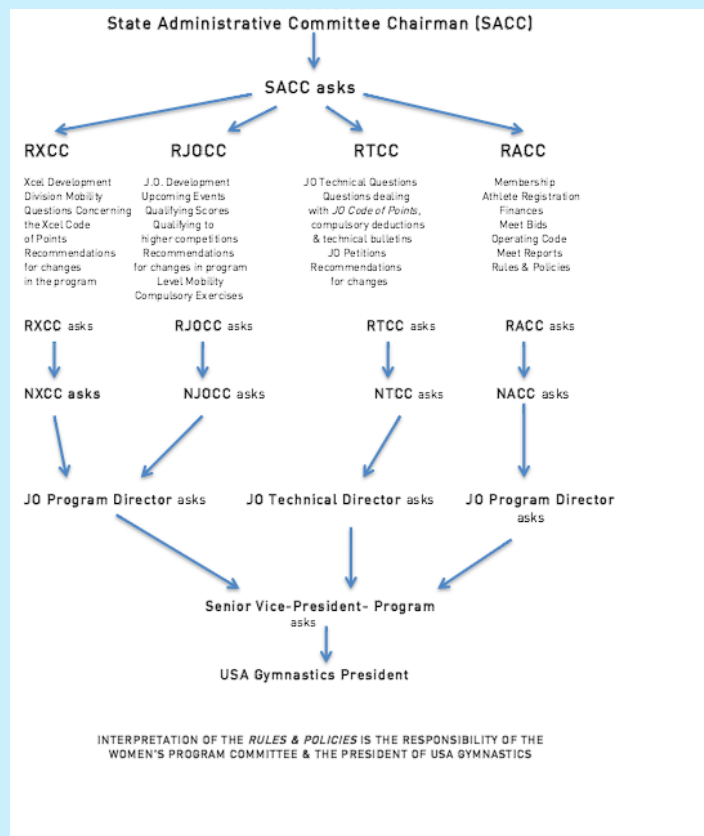 State Administrative Committee Chairman (SACC)
SACC asks
RXCC
Xcel Development
Division Mobility
Questions Concerning
the Xcel Code
of Points
Recommendations
for changes
in the program
RJOCC
J.O. Development
Upcoming Events
Qualifying Scores
Qualifying to
higher competitions
Recommendations
for changes in program
Level Mobility
Compulsory Exercises
RTCC
JO Technical Questions
Questions dealing
with JO Code of Points,
compulsory deductions
& technical bulletins
JO Petitions
Recommendations
for changes
RACC
Membership
Athlete Registration
Finances
Meet Bids
Operating Code
Meet Reports
Rules & Policies
RXCC asks
RJOCC asks
RTCC asks
RACC asks
NXCC asks
NJOCC asks
NTCC asks
NACC asks
JO Program Director asks
JO Technical Director asks
JO Program Director
asks
Senior Vice-President- Program
asks
USA Gymnastics President
INTERPRETATION OF THE RULES & POLICIES IS THE RESPONSIBILITY OF THE
WOMEN'S PROGRAM COMMITTEE & THE PRESIDENT OF USA GYMNASTICS